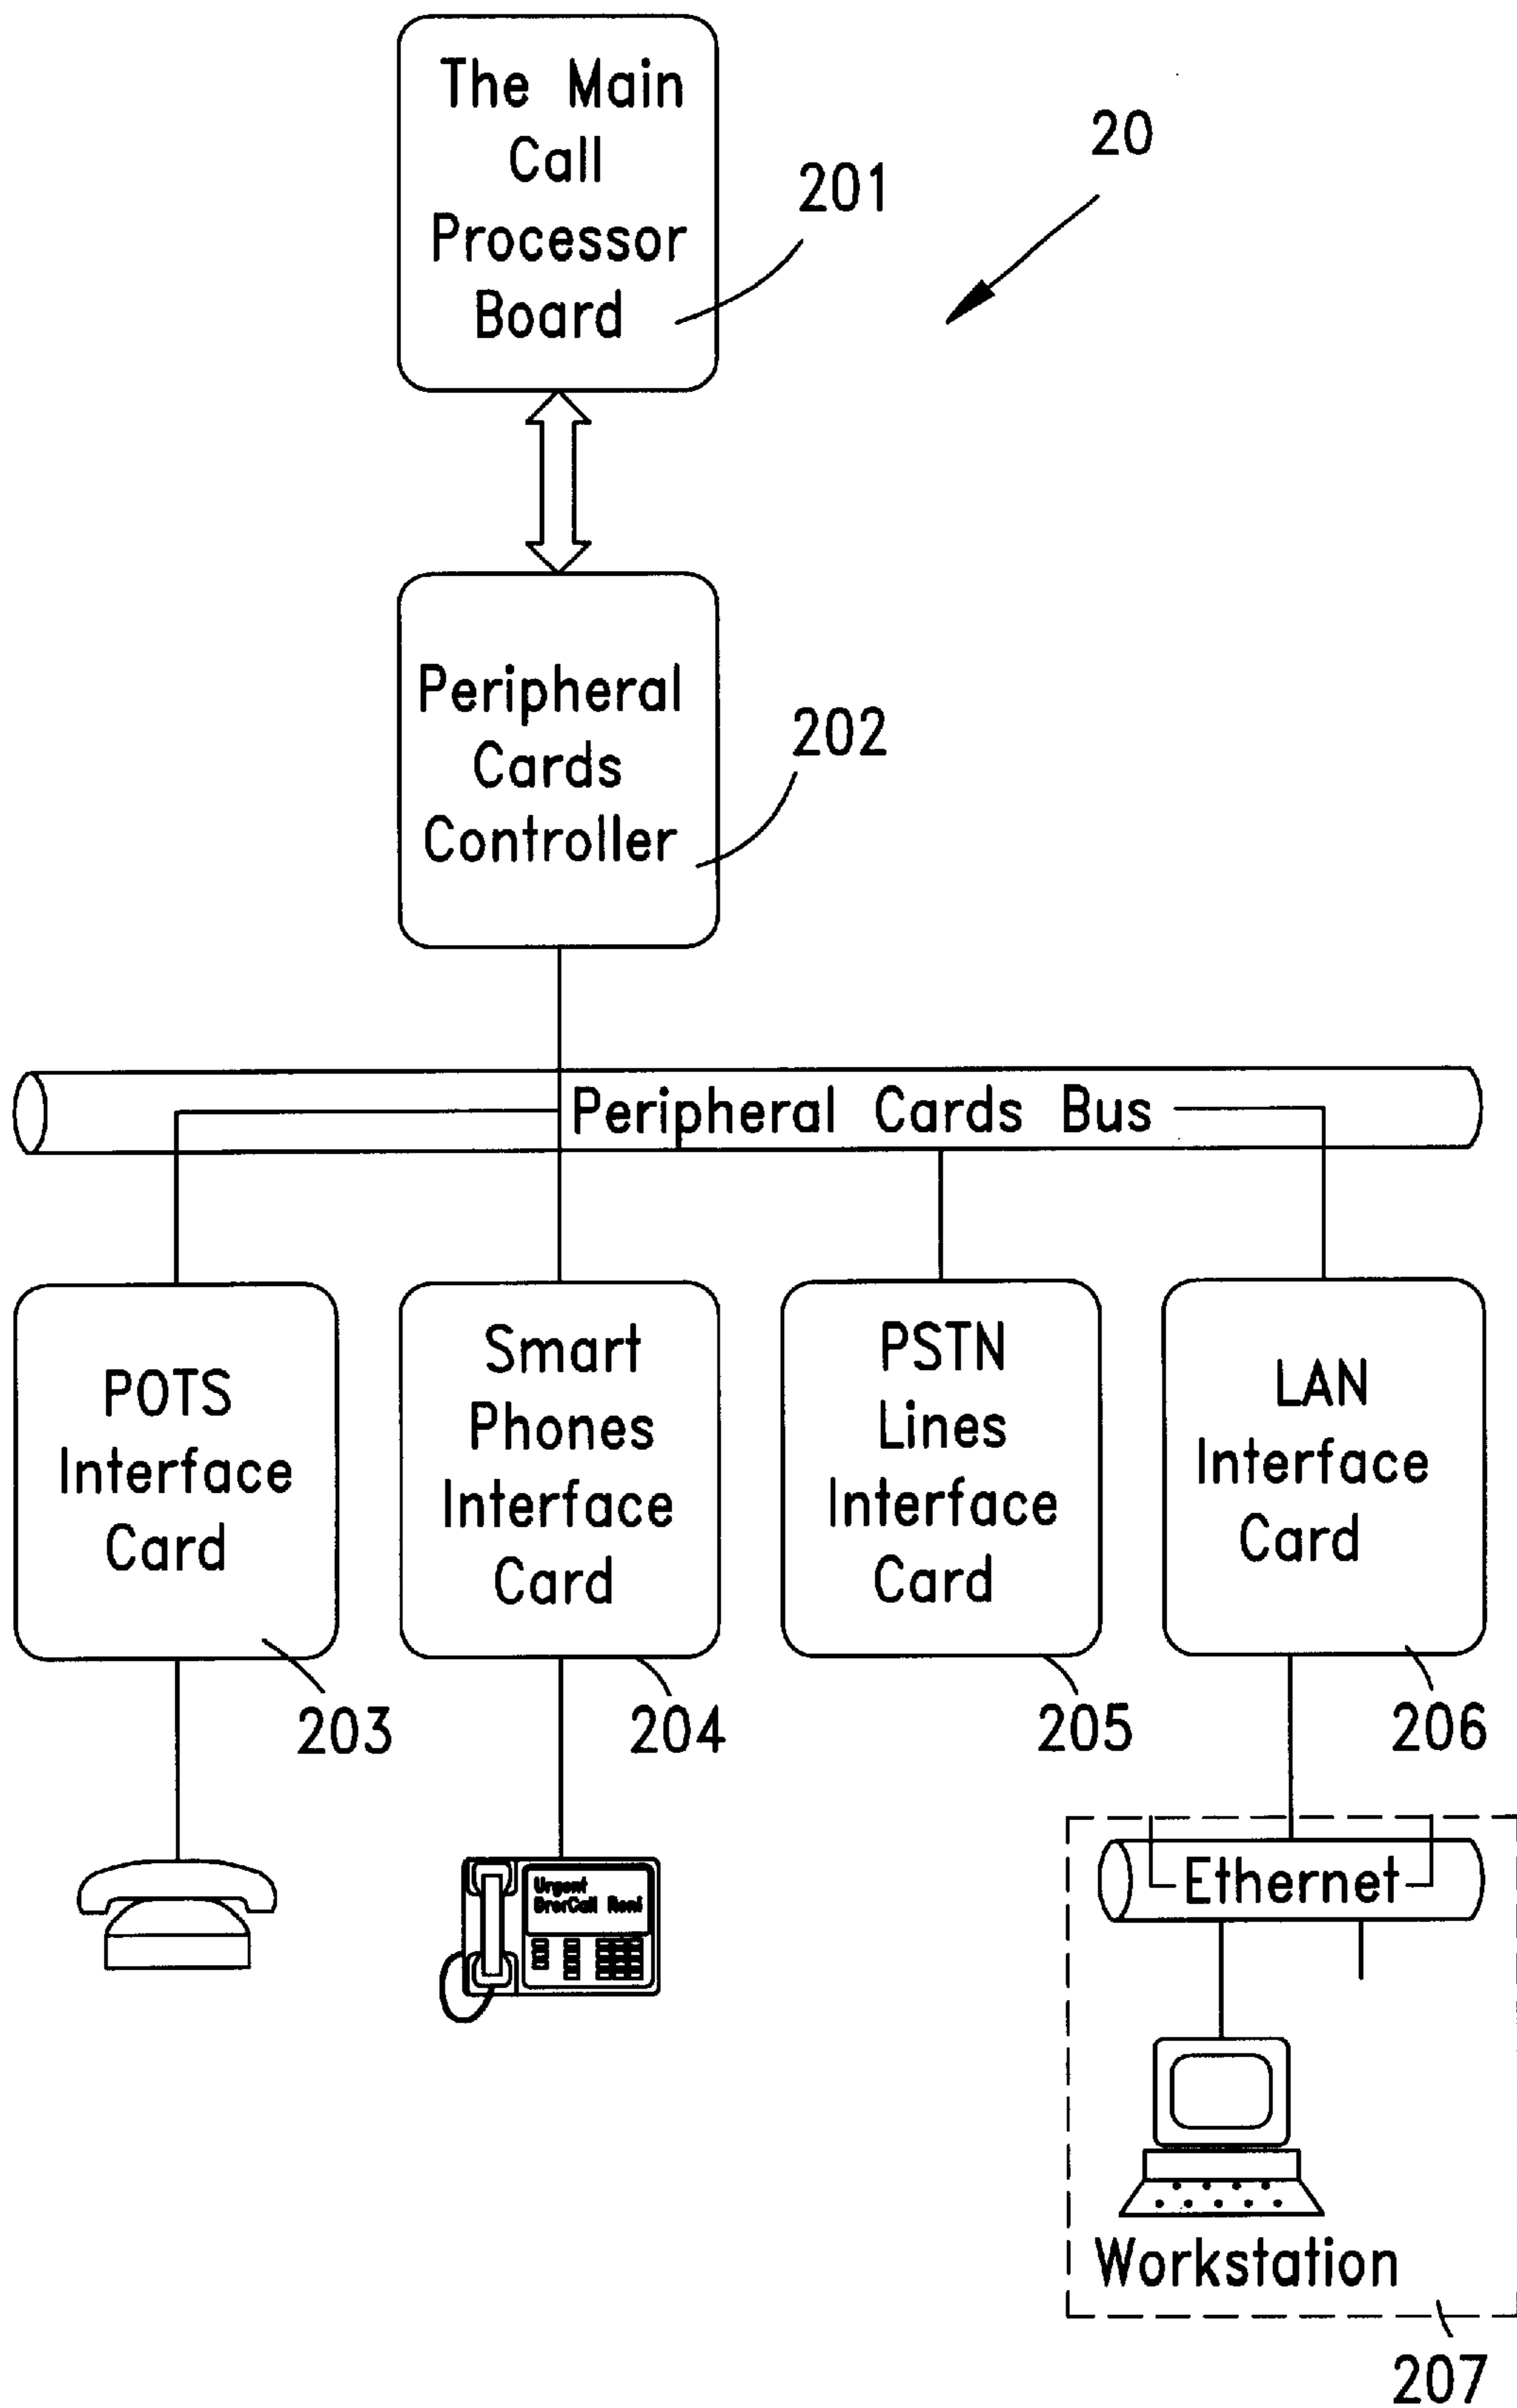 The Main
Call
Processor
Board
201
20
Peripheral
Cards
Controller
202
Peripheral Cards Bus
POTS
Interface
Card
203
Smart
Phones
Interface
Card
204
PSTN
Lines
Interface
Card
205
LAN
Interface
Card
206
Urgent
Ethernet
Workstation
207